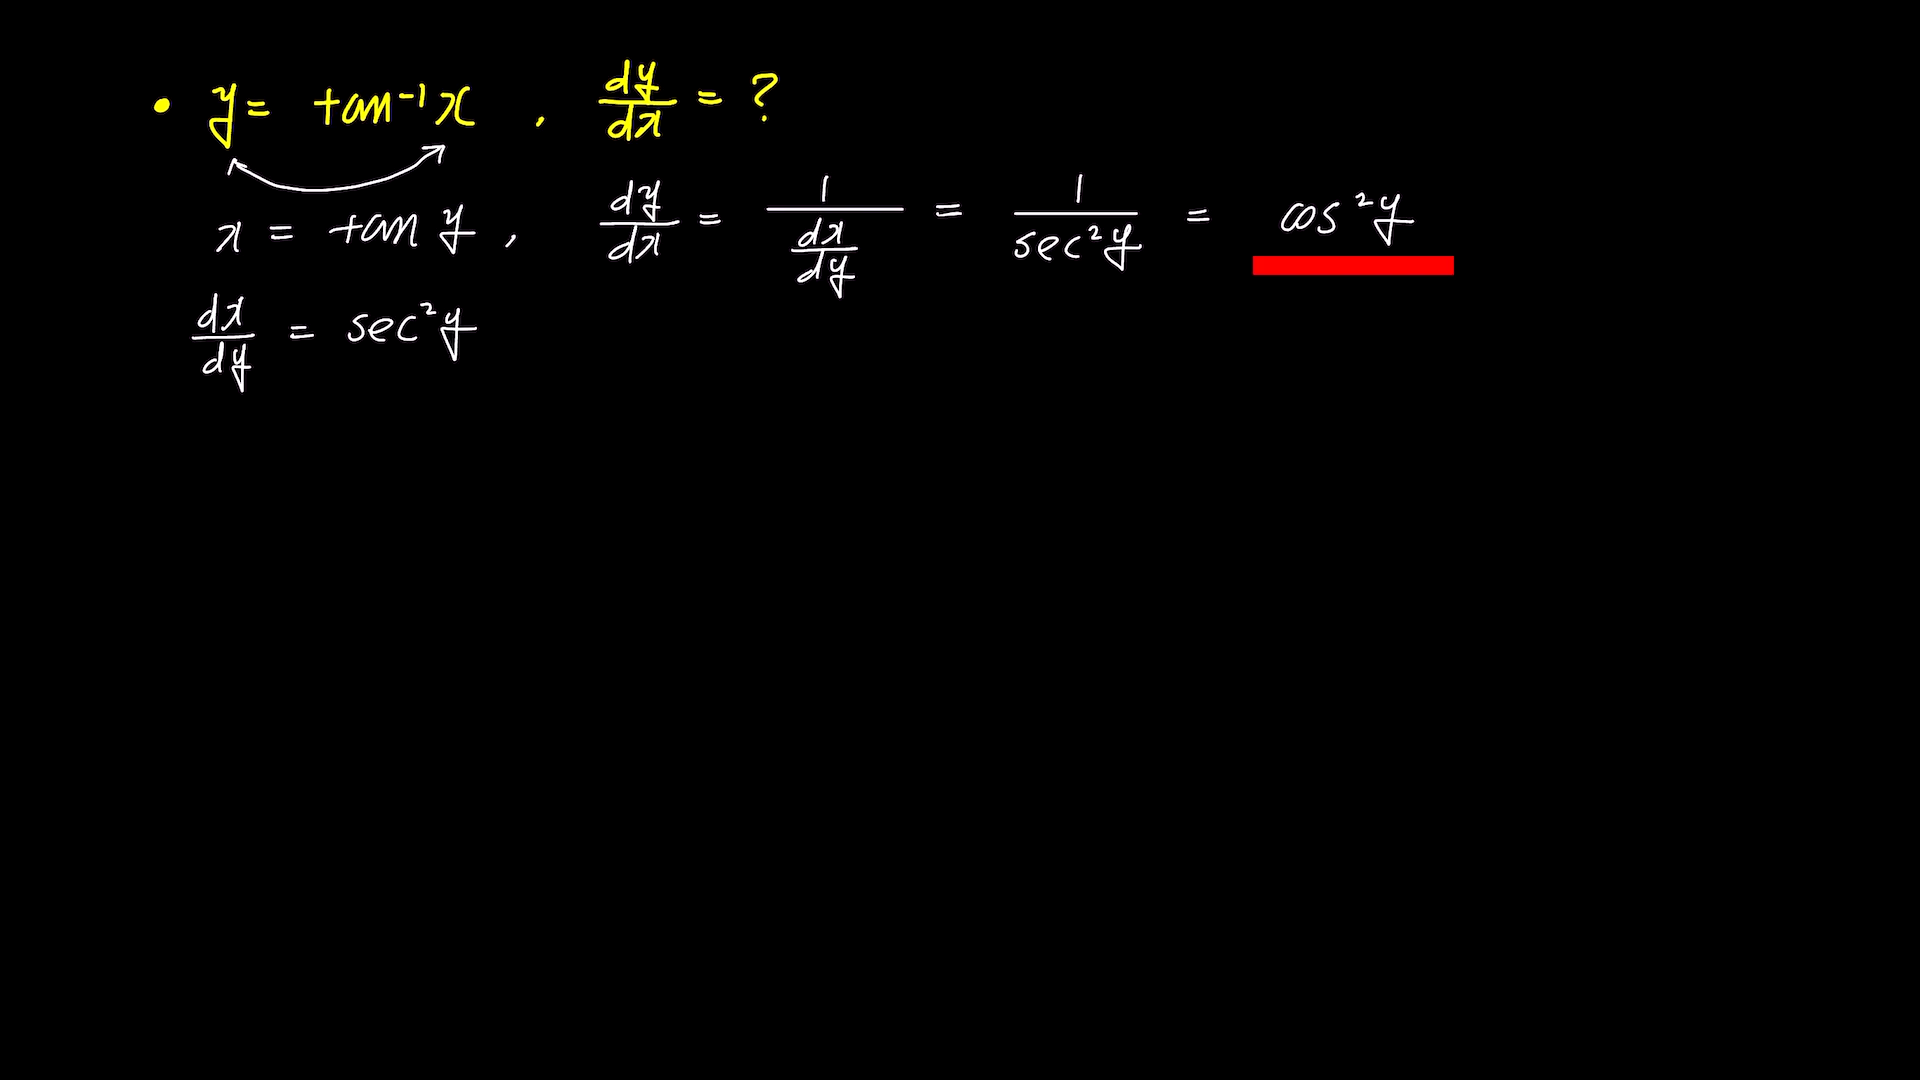 • y = tan⁻¹x , dy/dx = ?
x = tan y , dy/dx = 1/(dx/dy) = 1/sec²y = cos²y
dx/dy = sec²y